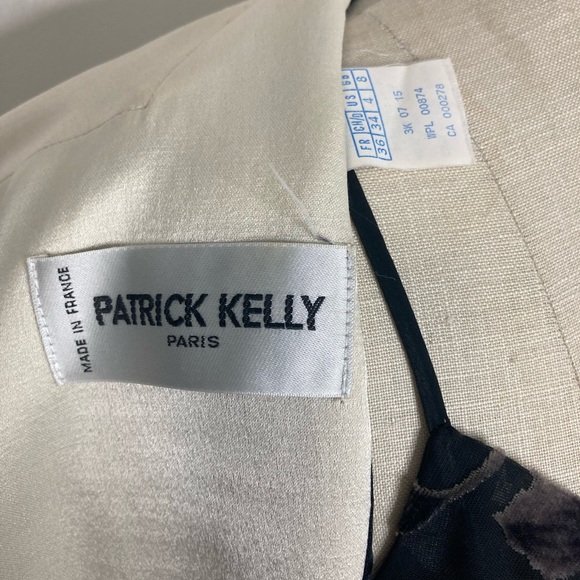 MADE IN FRANCE
PATRICK KELLY
PARIS
FR CH/D US GB
36 34 4 8
3K 07 15
WPL 00874
CA 000278